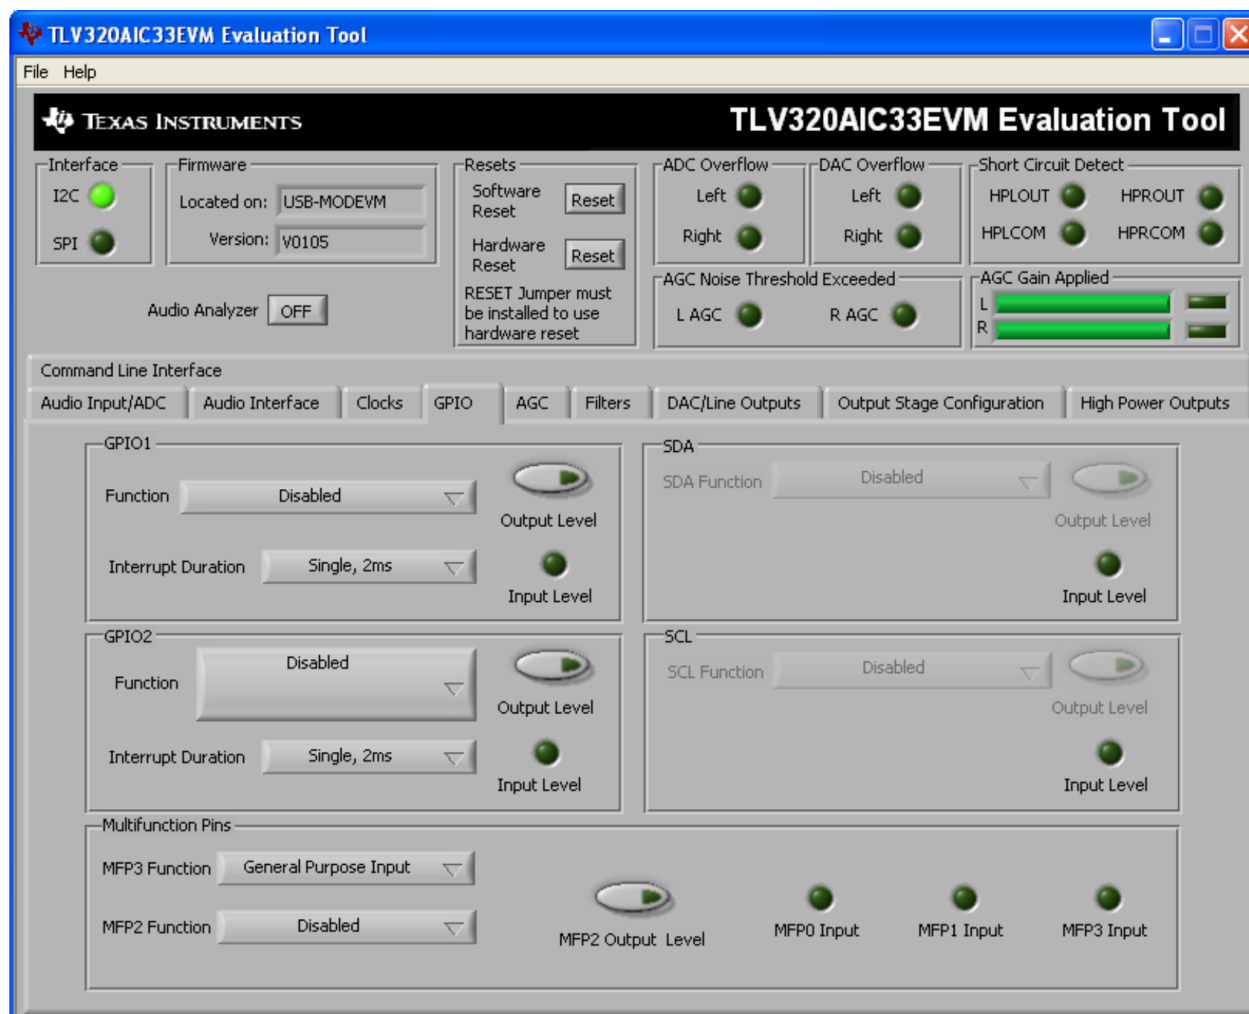 TLV320AIC33EVM Evaluation Tool
File Help
TEXAS INSTRUMENTS
TLV320AIC33EVM Evaluation Tool
Interface
I2C
SPI
Firmware
Located on: USB-MODEVM
Version: V0105
Audio Analyzer OFF
Resets
Software
Reset
Reset
Hardware
Reset
Reset
RESET Jumper must
be installed to use
hardware reset
ADC Overflow
Left
Right
DAC Overflow
Left
Right
Short Circuit Detect
HPLOUT HPROUT
HPLCOM HPRCOM
AGC Noise Threshold Exceeded
L AGC R AGC
AGC Gain Applied
L
R
Command Line Interface
Audio Input/ADC Audio Interface Clocks GPIO AGC Filters DAC/Line Outputs Output Stage Configuration High Power Outputs
GPIO1
Function Disabled
Output Level
Interrupt Duration Single, 2ms
Input Level
SDA
SDA Function Disabled
Output Level
Input Level
GPIO2
Function Disabled
Output Level
Interrupt Duration Single, 2ms
Input Level
SCL
SCL Function Disabled
Output Level
Input Level
Multifunction Pins
MFP3 Function General Purpose Input
MFP2 Function Disabled
MFP2 Output Level
MFP0 Input MFP1 Input MFP3 Input